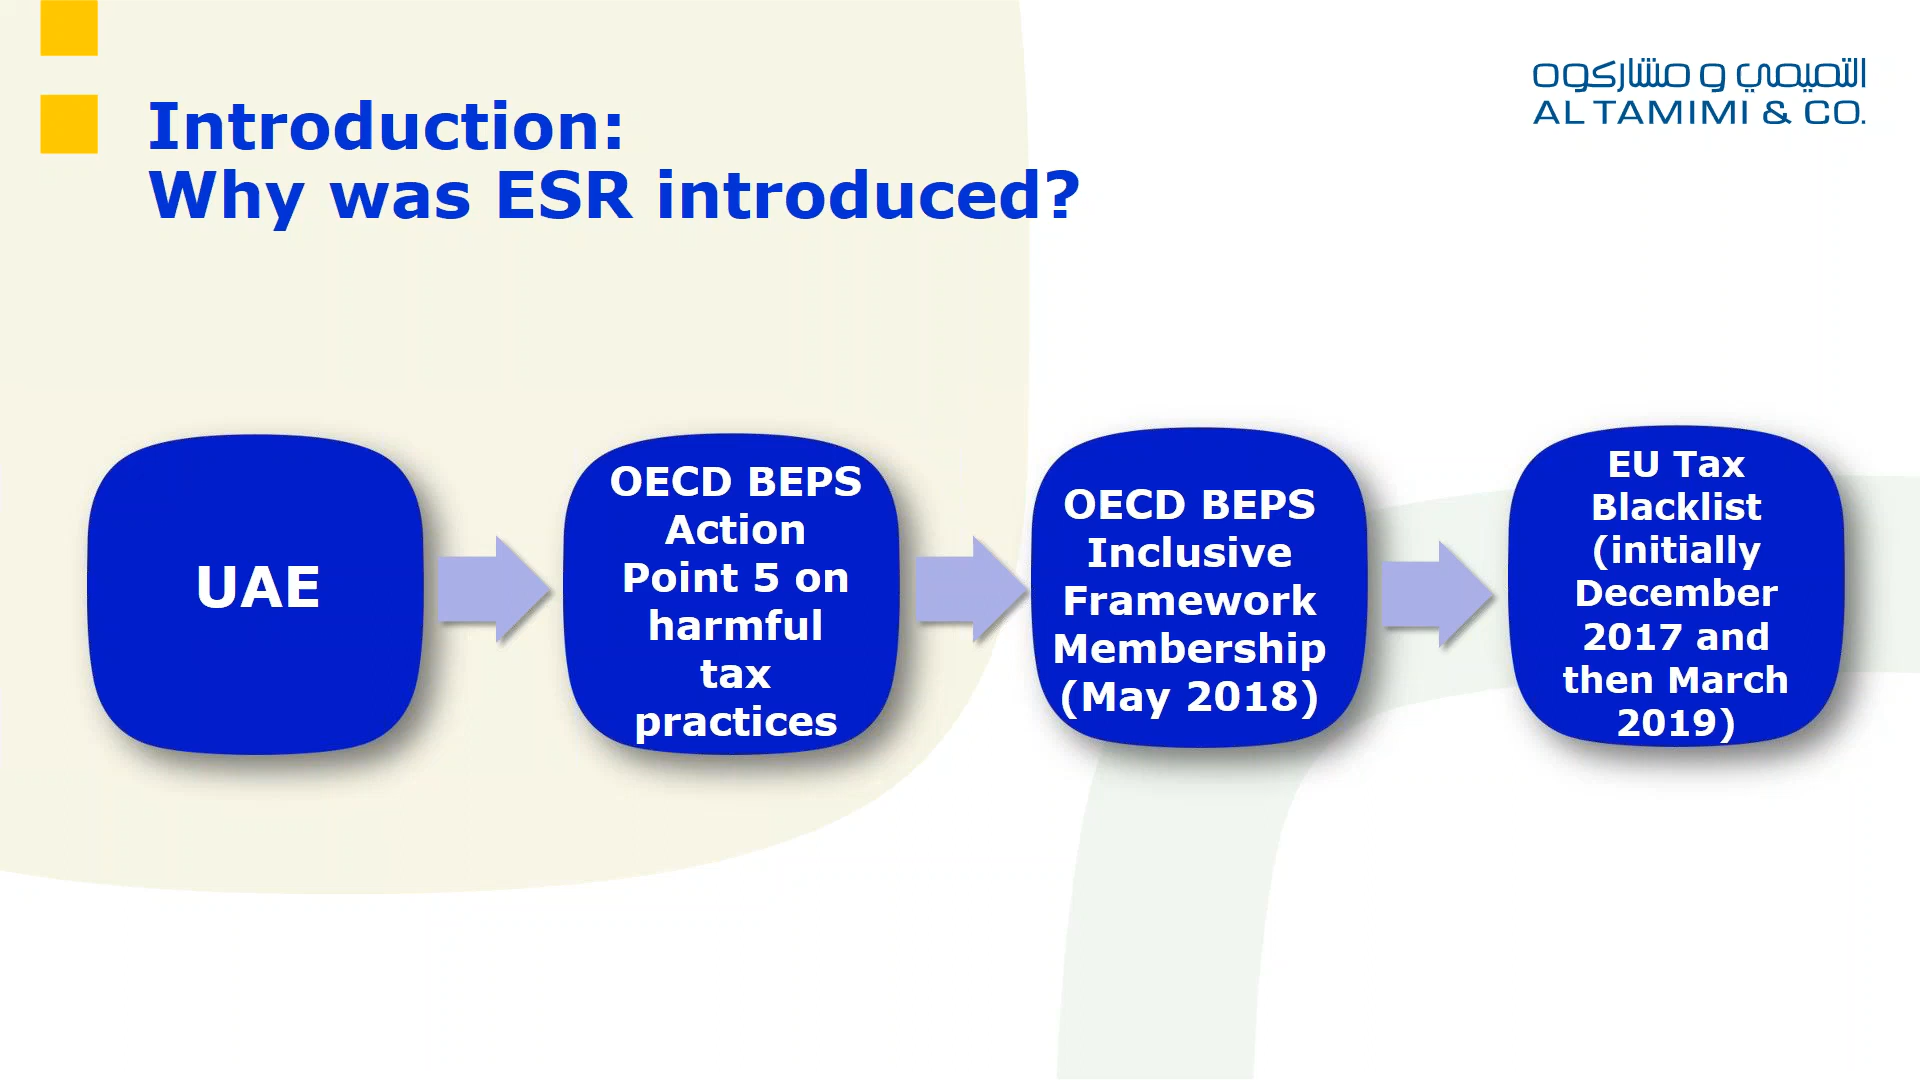 التميمي و مشاركوه
AL TAMIMI & CO.
Introduction:
Why was ESR introduced?
UAE
OECD BEPS
Action
Point 5 on
harmful
tax
practices
OECD BEPS
Inclusive
Framework
Membership
(May 2018)
EU Tax
Blacklist
(initially
December
2017 and
then March
2019)